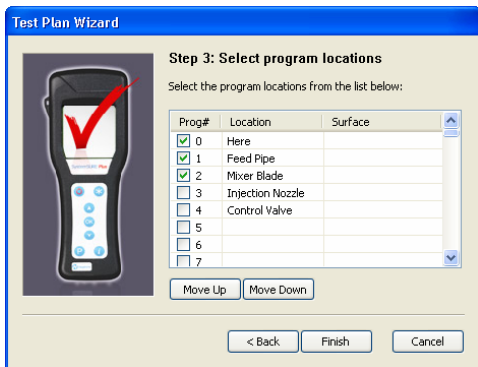 Test Plan Wizard
Step 3: Select program locations
Select the program locations from the list below:
Prog# Location Surface
0 Here
1 Feed Pipe
2 Mixer Blade
3 Injection Nozzle
4 Control Valve
5
6
7
Move Up Move Down
< Back Finish Cancel